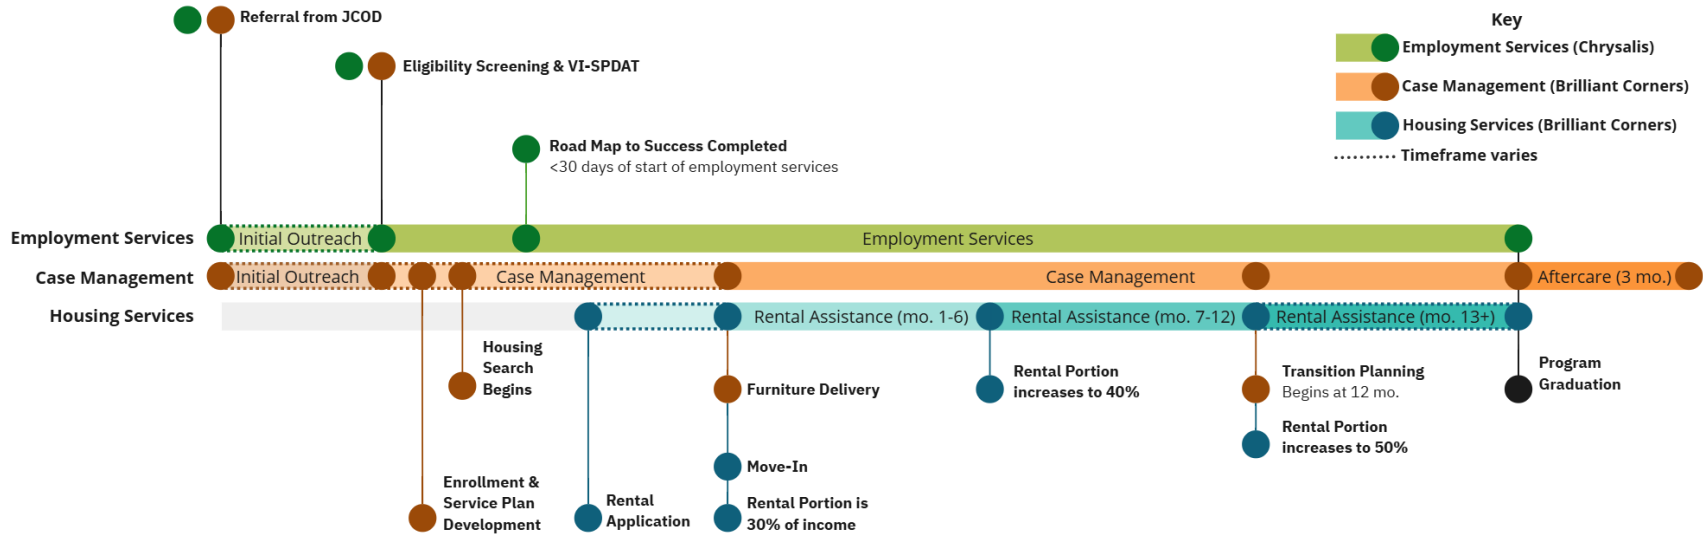 Referral from JCOD
Eligibility Screening & VI-SPDAT
Road Map to Success Completed
<30 days of start of employment services
Key
Employment Services (Chrysalis)
Case Management (Brilliant Corners)
Housing Services (Brilliant Corners)
Timeframe varies
Employment Services
Initial Outreach
Employment Services
Case Management
Initial Outreach
Case Management
Case Management
Aftercare (3 mo.)
Housing Services
Rental Assistance (mo. 1-6)
Rental Assistance (mo. 7-12)
Rental Assistance (mo. 13+)
Housing
Search
Begins
Enrollment &
Service Plan
Development
Rental
Application
Furniture Delivery
Move-In
Rental Portion is
30% of income
Rental Portion
increases to 40%
Transition Planning
Begins at 12 mo.
Rental Portion
increases to 50%
Program
Graduation